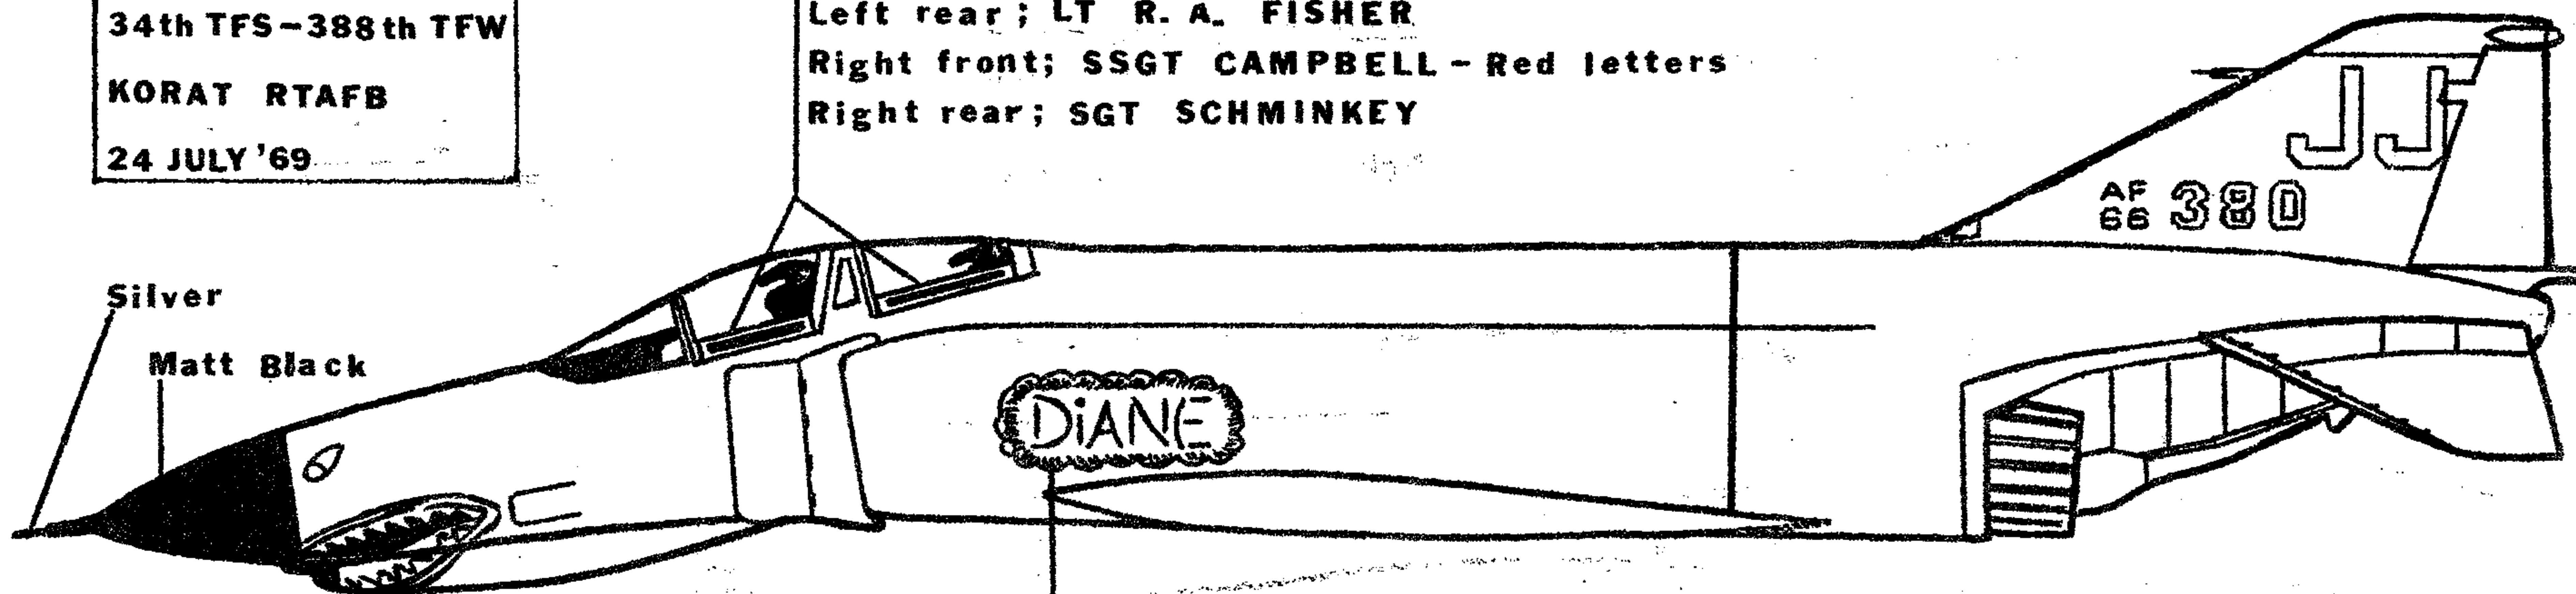 34th TFS-388th TFW
KORAT RTAFB
24 JULY '69
Left rear; LT R. A. FISHER
Right front; SSGT CAMPBELL - Red letters
Right rear; SGT SCHMINKEY
JJ
AF
66 380
Silver
Matt Black
DiANE